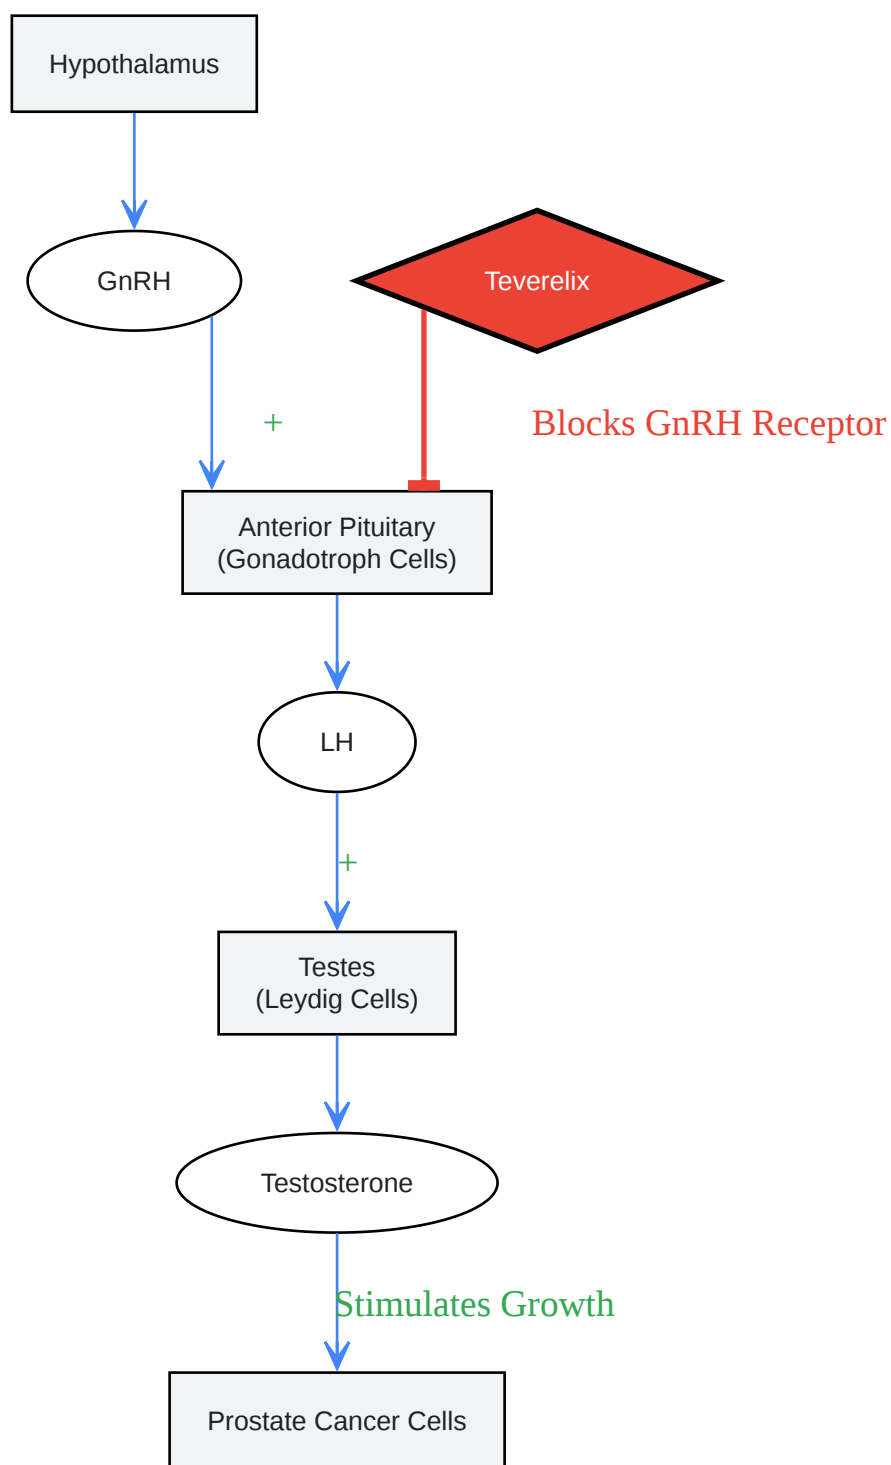 Hypothalamus
GnRH
Teverelix
+
Blocks GnRH Receptor
Anterior Pituitary
(Gonadotroph Cells)
LH
+
Testes
(Leydig Cells)
Testosterone
Stimulates Growth
Prostate Cancer Cells